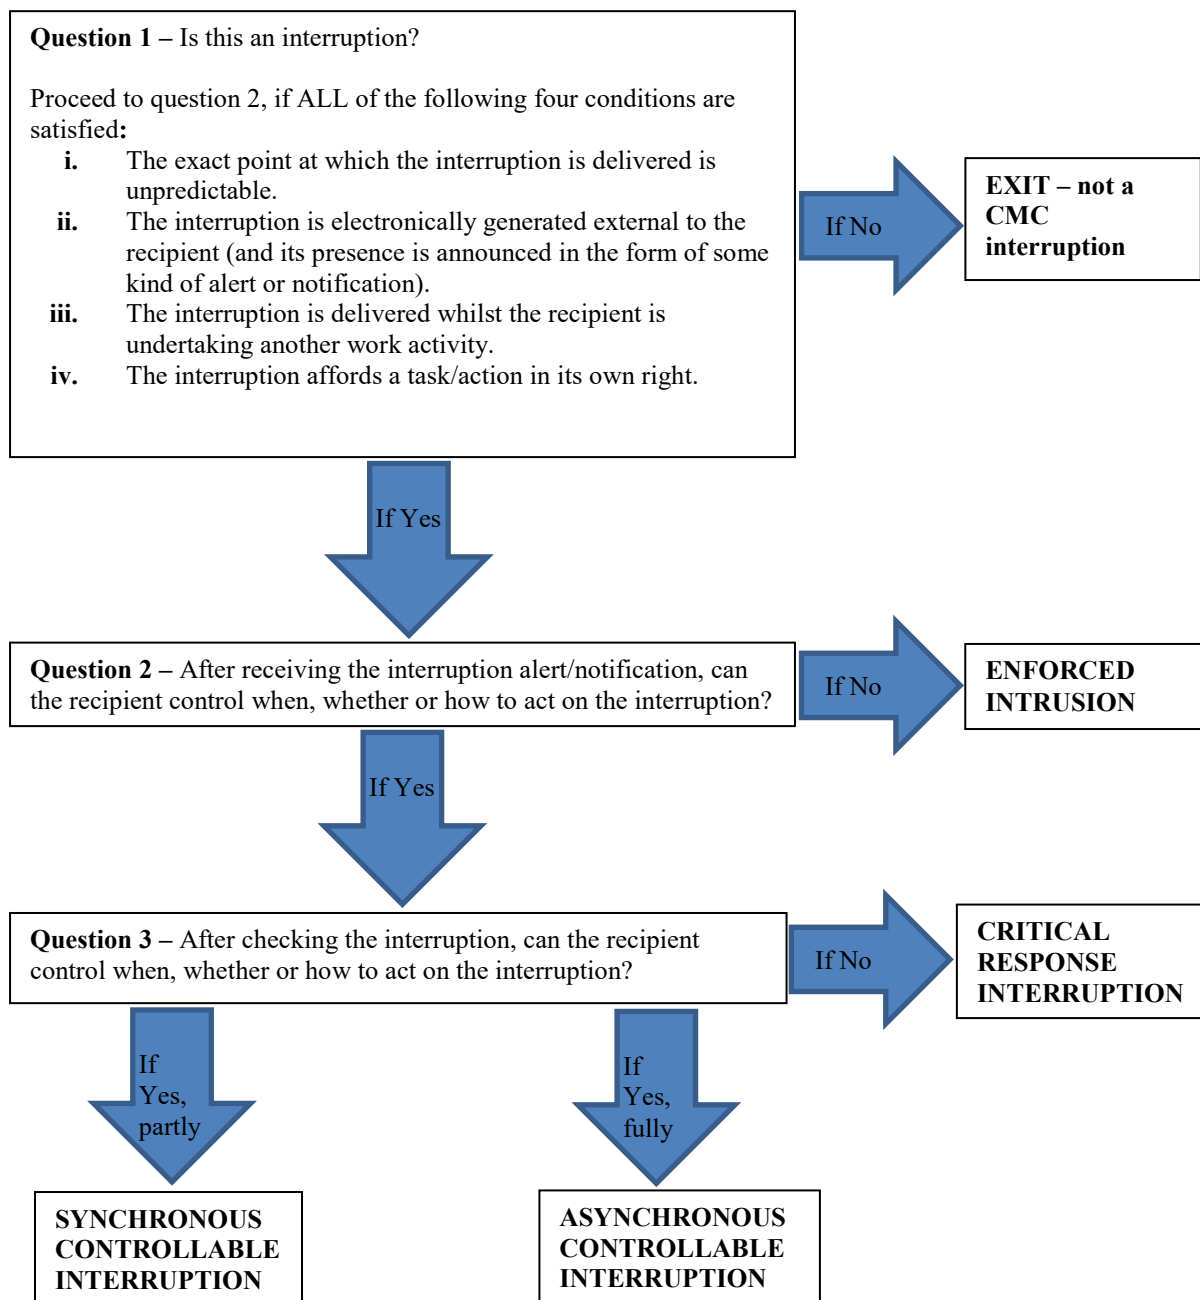 Question 1 – Is this an interruption?
Proceed to question 2, if ALL of the following four conditions are
satisfied:
i. The exact point at which the interruption is delivered is
unpredictable.
ii. The interruption is electronically generated external to the
recipient (and its presence is announced in the form of some
kind of alert or notification).
iii. The interruption is delivered whilst the recipient is
undertaking another work activity.
iv. The interruption affords a task/action in its own right.
If No
EXIT – not a
CMC
interruption
If Yes
Question 2 – After receiving the interruption alert/notification, can
the recipient control when, whether or how to act on the interruption?
If No
ENFORCED
INTRUSION
If Yes
Question 3 – After checking the interruption, can the recipient
control when, whether or how to act on the interruption?
If No
CRITICAL
RESPONSE
INTERRUPTION
If
Yes,
partly
If
Yes,
fully
SYNCHRONOUS
CONTROLLABLE
INTERRUPTION
ASYNCHRONOUS
CONTROLLABLE
INTERRUPTION